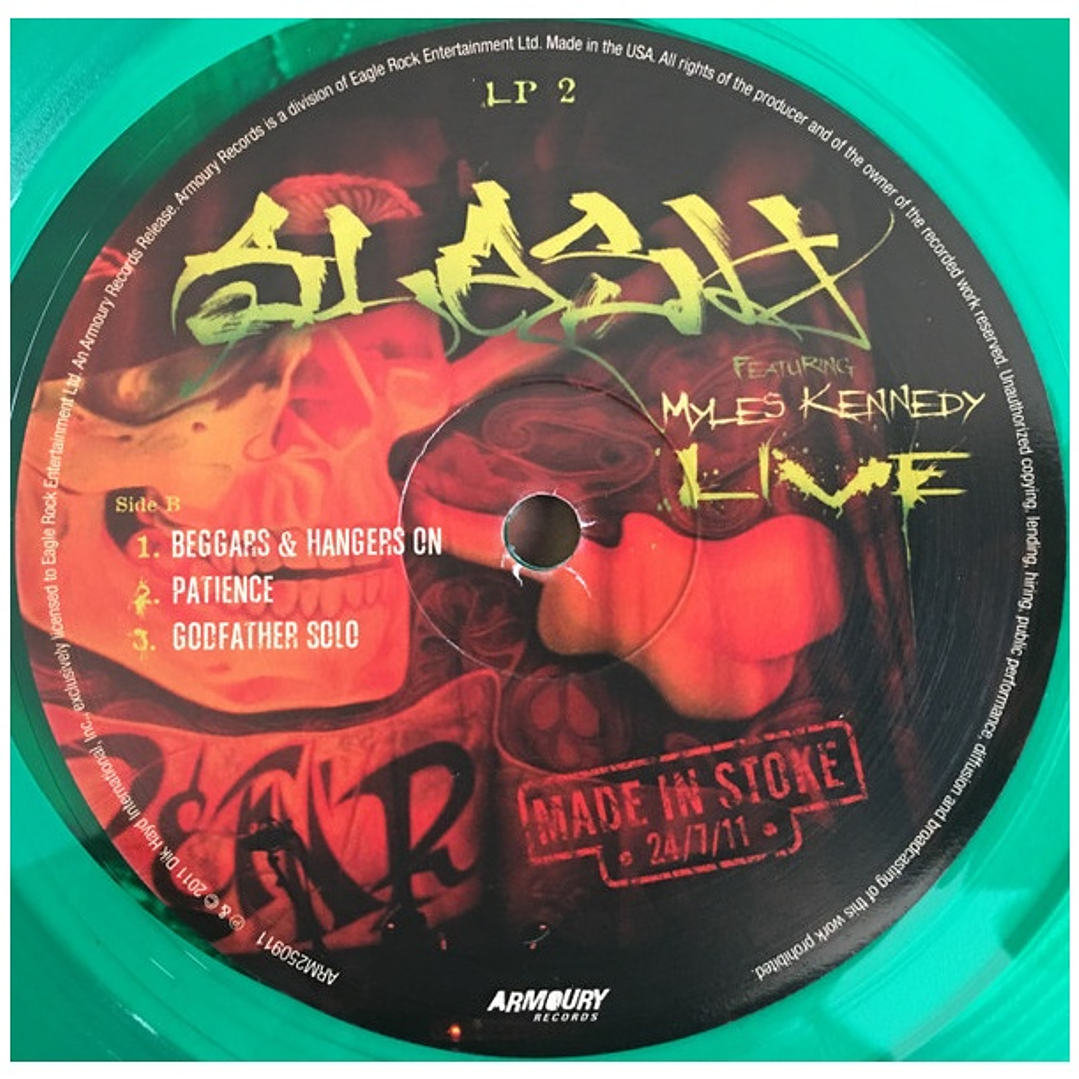 LP 2
SLASH
FEATURING
MYLES KENNEDY
LIVE
Side B
1. BEGGARS & HANGERS ON
2. PATIENCE
3. GODFATHER SOLO
MADE IN STOKE
24/7/11
ARMOURY
RECORDS
ARM250911
℗ & © 2011 Dik Hayd International, Inc., exclusively licensed to Eagle Rock Entertainment Ltd. An Armoury Records Release. Armoury Records is a division of Eagle Rock Entertainment Ltd. Made in the USA. All rights of the producer and of the owner of the recorded work reserved. Unauthorized copying, lending, hiring, public performance, diffusion and broadcasting of this work prohibited.